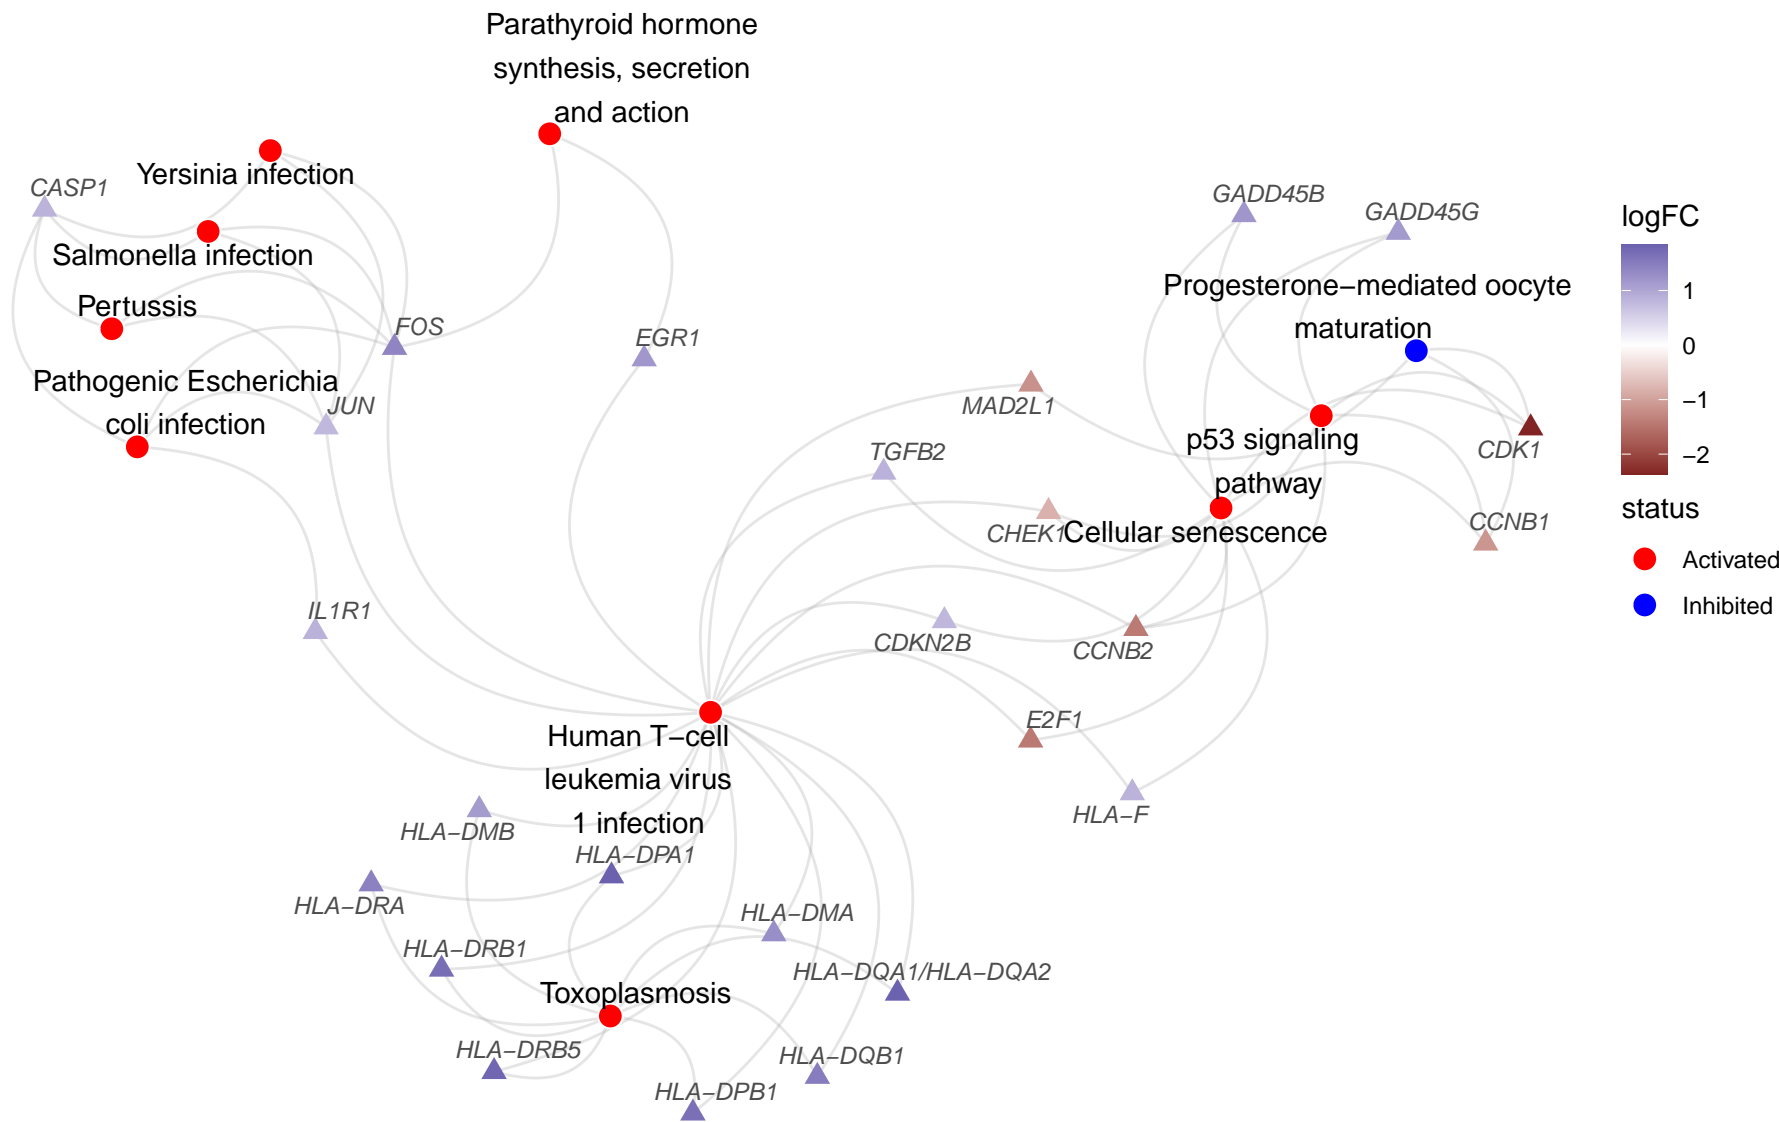 Parathyroid hormone
synthesis, secretion
and action
Yersinia infection
CASP1
Salmonella infection
Pertussis
FOS
EGR1
Pathogenic Escherichia
coli infection
JUN
IL1R1
GADD45B
GADD45G
Progesterone−mediated oocyte
maturation
MAD2L1
p53 signaling
pathway
CDK1
TGFB2
CHEK1
Cellular senescence
CCNB1
CDKN2B
CCNB2
E2F1
HLA−F
Human T−cell
leukemia virus
1 infection
HLA−DMB
HLA−DPA1
HLA−DRA
HLA−DMA
HLA−DRB1
HLA−DQA1/HLA−DQA2
Toxoplasmosis
HLA−DRB5
HLA−DQB1
HLA−DPB1
logFC
1
0
−1
−2
status
Activated
Inhibited